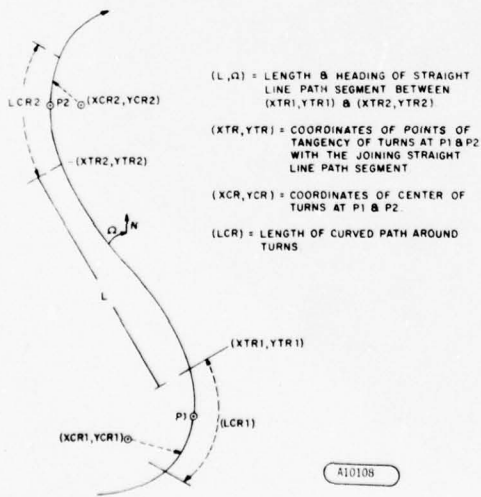 (L,Ω) = LENGTH & HEADING OF STRAIGHT
LINE PATH SEGMENT BETWEEN
(XTR1,YTR1) & (XTR2,YTR2)
LCR2
P2
(XCR2,YCR2)
(XTR,YTR) = COORDINATES OF POINTS OF
TANGENCY OF TURNS AT P1 & P2
WITH THE JOINING STRAIGHT
LINE PATH SEGMENT
(XTR2,YTR2)
(XCR,YCR) = COORDINATES OF CENTER OF
TURNS AT P1 & P2
(LCR) = LENGTH OF CURVED PATH AROUND
TURNS
Ω
N
L
(XTR1,YTR1)
P1
(LCR1)
(XCR1,YCR1)
A10108